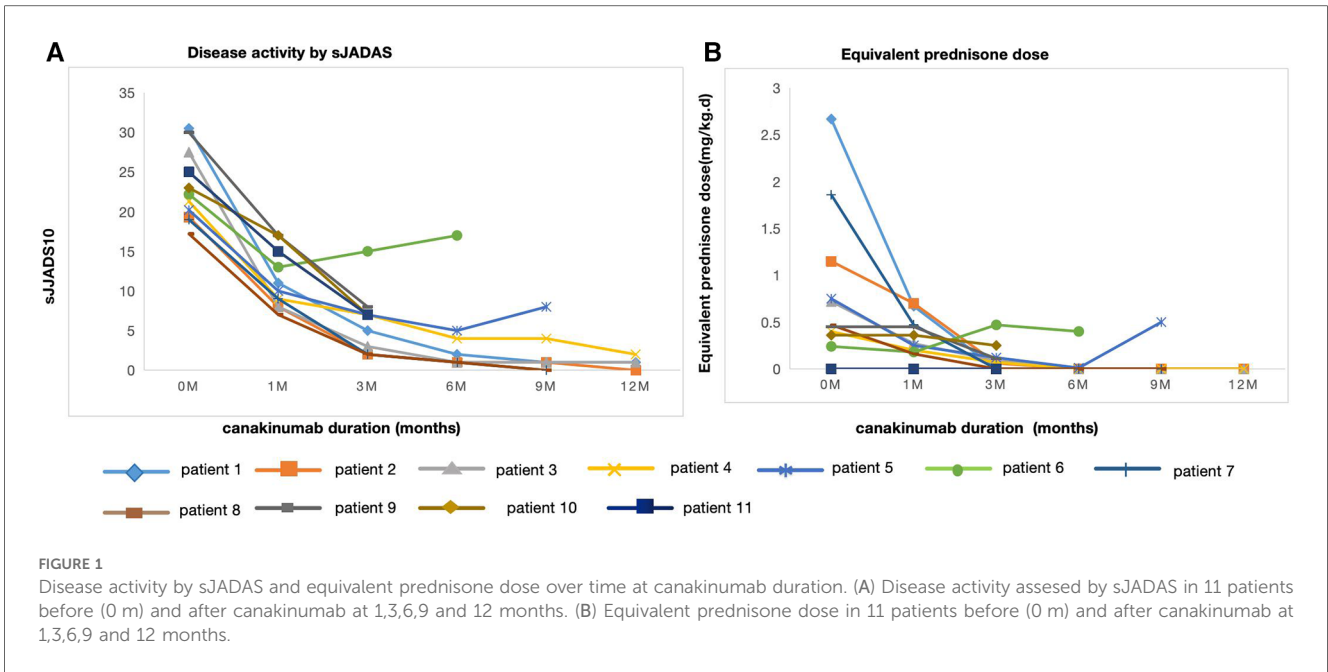 A
Disease activity by sJADAS
sJJADS10
35
30
25
20
15
10
5
0
0M 1M 3M 6M 9M 12M
canakinumab duration (months)
B
Equivalent prednisone dose
Equivalent prednisone dose(mg/kg.d)
3
2.5
2
1.5
1
0.5
0
0M 1M 3M 6M 9M 12M
canakinumab duration (months)
patient 1 patient 2 patient 3 patient 4 patient 5 patient 6 patient 7
patient 8 patient 9 patient 10 patient 11
FIGURE 1
Disease activity by sJADAS and equivalent prednisone dose over time at canakinumab duration. (A) Disease activity assesed by sJADAS in 11 patients
before (0 m) and after canakinumab at 1,3,6,9 and 12 months. (B) Equivalent prednisone dose in 11 patients before (0 m) and after canakinumab at
1,3,6,9 and 12 months.